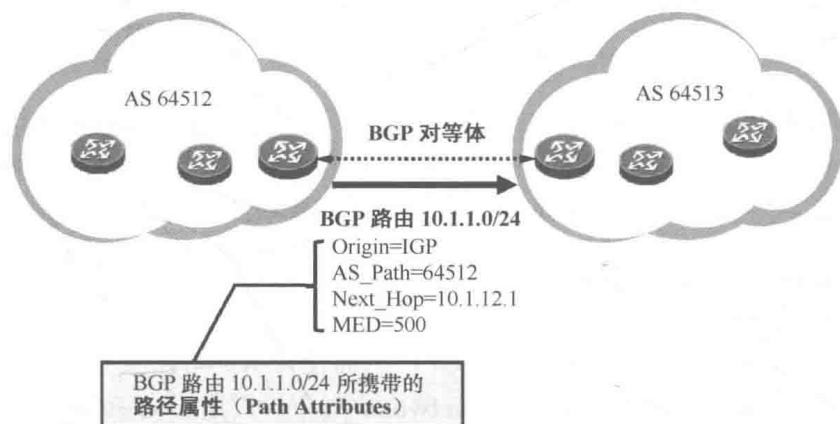 AS 64512
AS 64513
BGP 对等体
BGP 路由 10.1.1.0/24
Origin=IGP
AS_Path=64512
Next_Hop=10.1.12.1
MED=500
BGP 路由 10.1.1.0/24 所携带的
路径属性（Path Attributes）